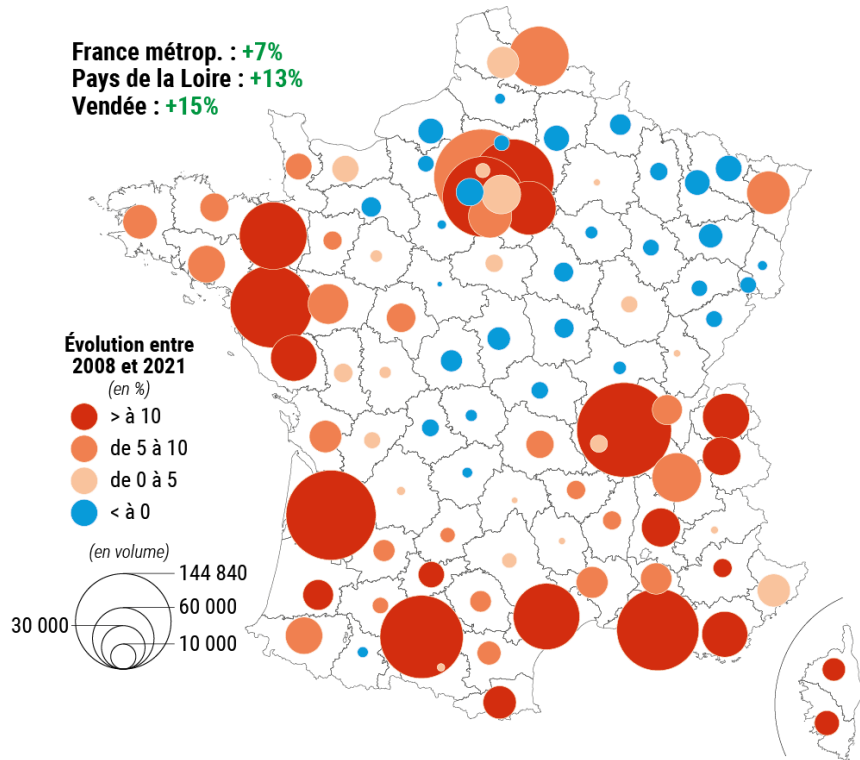 France métrop. : +7%
Pays de la Loire : +13%
Vendée : +15%
Évolution entre
2008 et 2021
(en %)
> à 10
de 5 à 10
de 0 à 5
< à 0
(en volume)
144 840
60 000
30 000
10 000